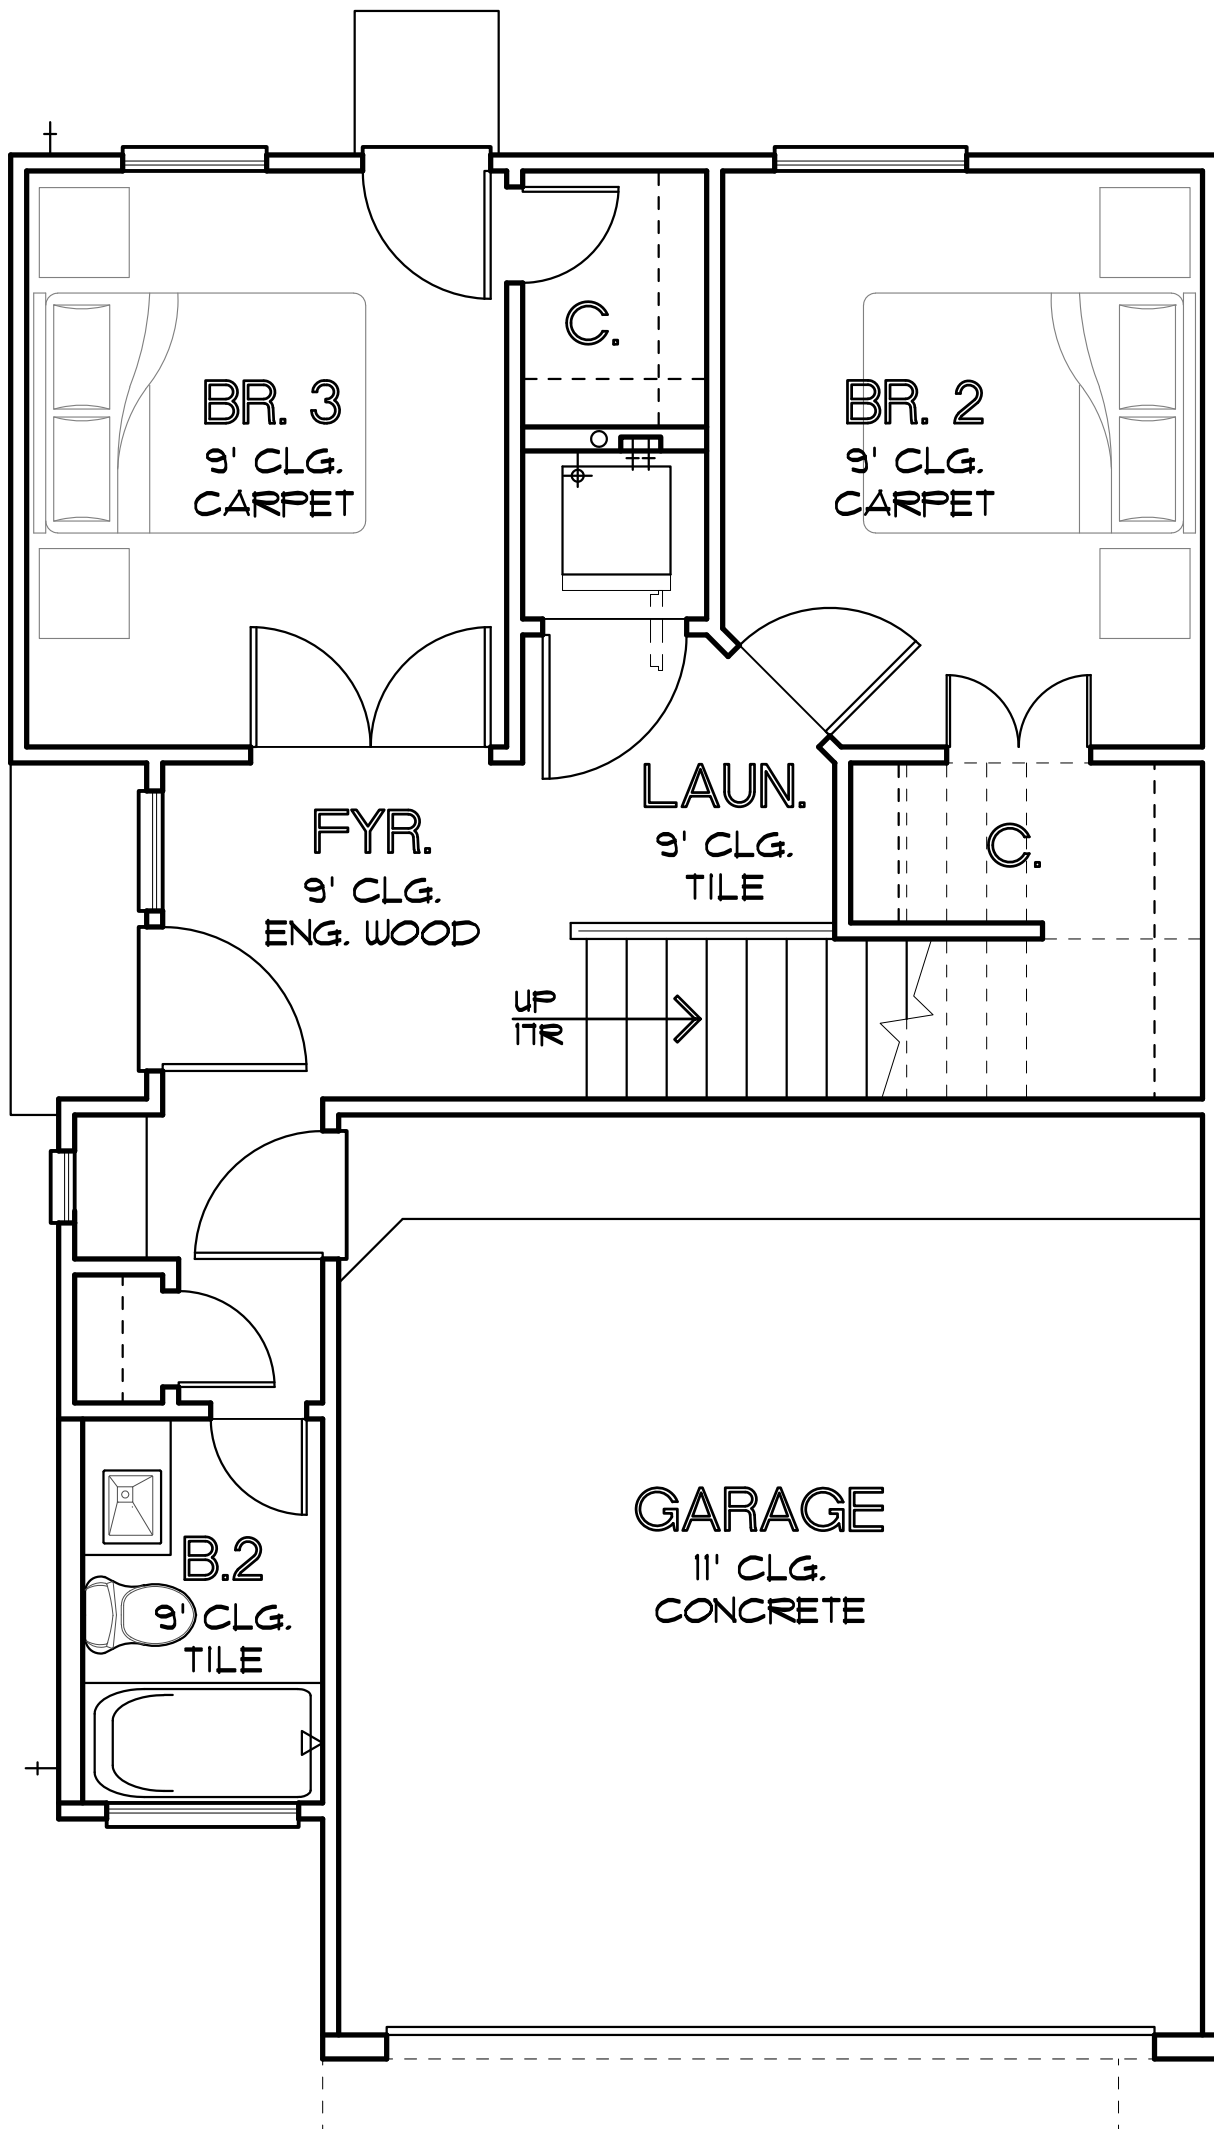 C.
BR. 3
9' CLG.
CARPET
BR. 2
9' CLG.
CARPET
LAUN.
9' CLG.
TILE
FYR.
9' CLG.
ENG. WOOD
C.
UP
17R
GARAGE
11' CLG.
CONCRETE
B.2
9' CLG.
TILE